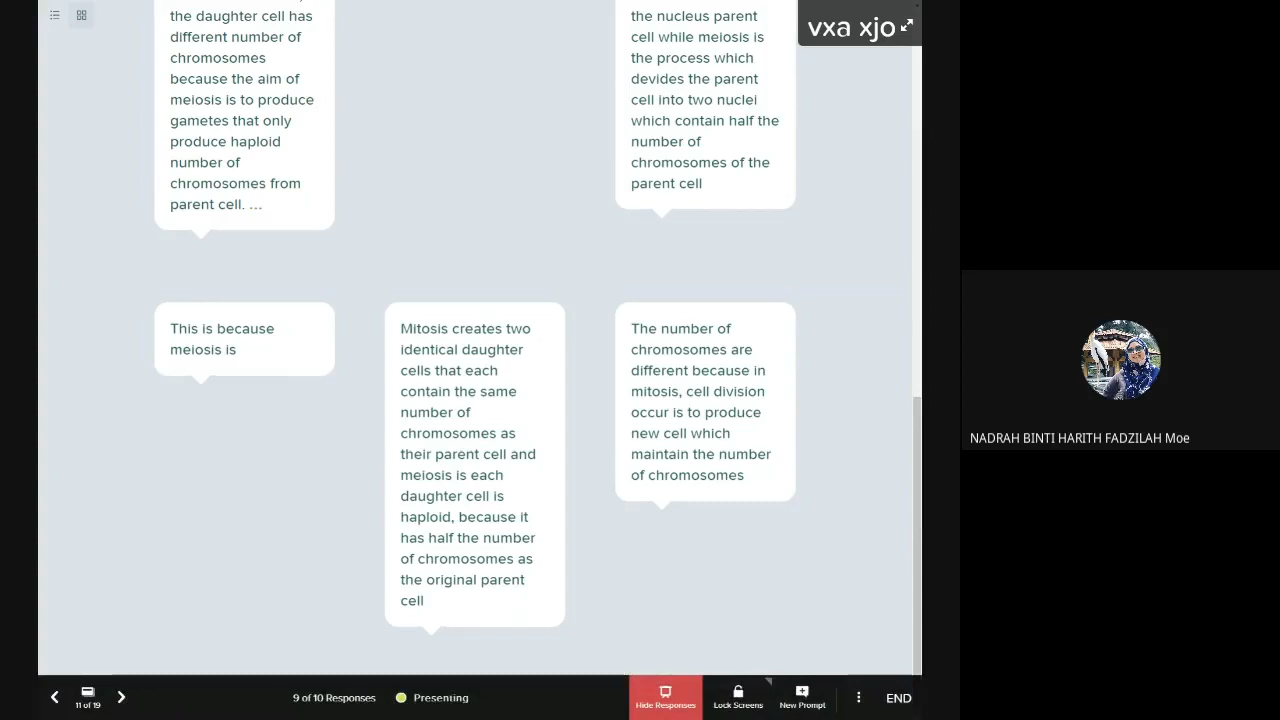 the daughter cell has
different number of
chromosomes
because the aim of
meiosis is to produce
gametes that only
produce haploid
number of
chromosomes from
parent cell. ...
the nucleus parent
cell while meiosis is
the process which
devides the parent
cell into two nuclei
which contain half the
number of
chromosomes of the
parent cell
vxa xjo
This is because
meiosis is
Mitosis creates two
identical daughter
cells that each
contain the same
number of
chromosomes as
their parent cell and
meiosis is each
daughter cell is
haploid, because it
has half the number
of chromosomes as
the original parent
cell
The number of
chromosomes are
different because in
mitosis, cell division
occur is to produce
new cell which
maintain the number
of chromosomes
NADRAH BINTI HARITH FADZILAH Moe
11 of 19
9 of 10 Responses
Presenting
Hide Responses
Lock Screens
New Prompt
END